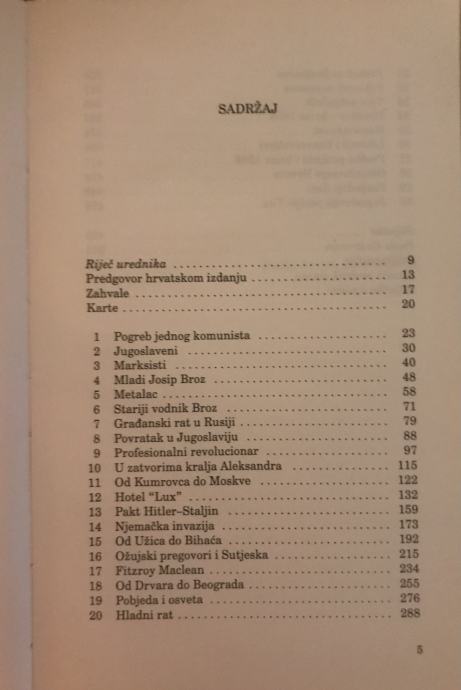 SADRŽAJ
Riječ urednika 9
Predgovor hrvatskom izdanju 13
Zahvale 17
Karte 20
1 Pogreb jednog komunista 23
2 Jugoslaveni 30
3 Marksisti 40
4 Mladi Josip Broz 48
5 Metalac 58
6 Stariji vodnik Broz 71
7 Građanski rat u Rusiji 79
8 Povratak u Jugoslaviju 88
9 Profesionalni revolucionar 97
10 U zatvorima kralja Aleksandra 115
11 Od Kumrovca do Moskve 122
12 Hotel “Lux” 132
13 Pakt Hitler–Staljin 159
14 Njemačka invazija 173
15 Od Užica do Bihaća 192
16 Ožujski pregovori i Sutjeska 215
17 Fitzroy Maclean 234
18 Od Drvara do Beograda 255
19 Pobjeda i osveta 276
20 Hladni rat 288
5